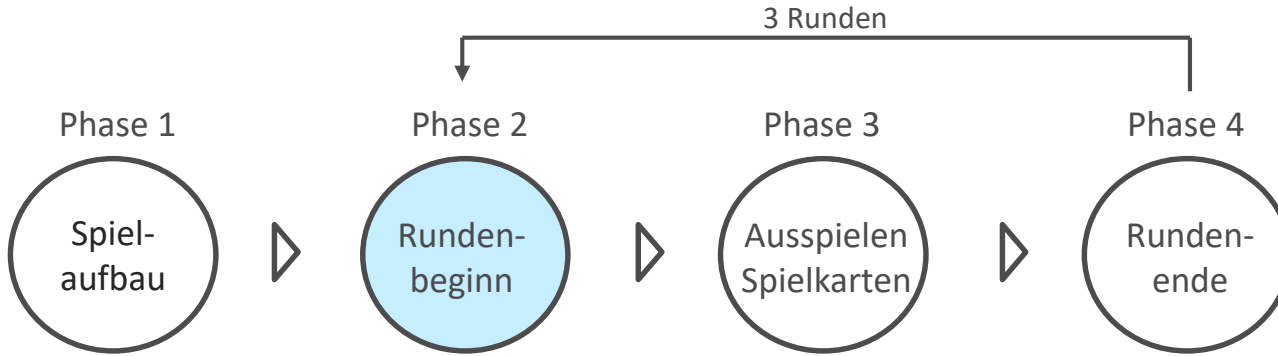 3 Runden
Phase 1
Phase 2
Phase 3
Phase 4
Spiel-
aufbau
Runden-
beginn
Ausspielen
Spielkarten
Runden-
ende